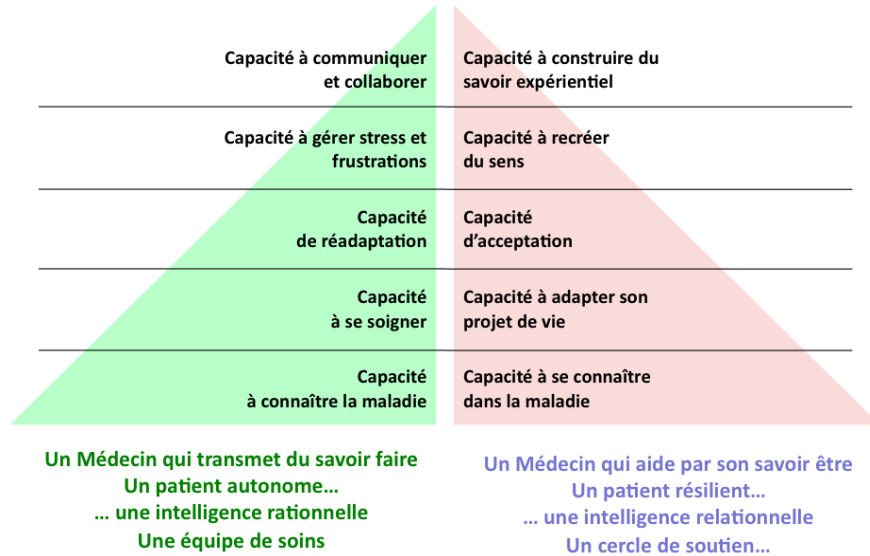 Capacité à communiquer
et collaborer
Capacité à construire du
savoir expérientiel
Capacité à gérer stress et
frustrations
Capacité à recréer
du sens
Capacité
de réadaptation
Capacité
d’acceptation
Capacité
à se soigner
Capacité à adapter son
projet de vie
Capacité
à connaître la maladie
Capacité à se connaître
dans la maladie
Un Médecin qui transmet du savoir faire
Un patient autonome…
… une intelligence rationnelle
Une équipe de soins
Un Médecin qui aide par son savoir être
Un patient résilient…
… une intelligence relationnelle
Un cercle de soutien…